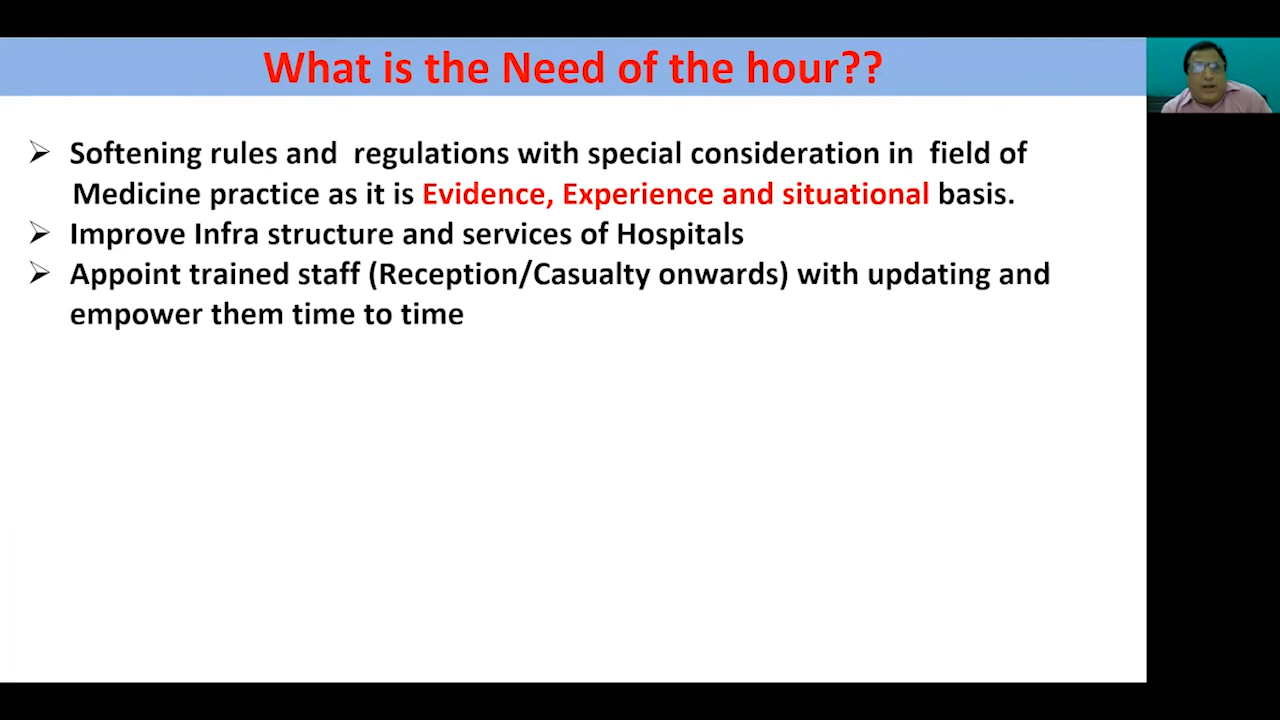 What is the Need of the hour??
➢ Softening rules and regulations with special consideration in field of
Medicine practice as it is Evidence, Experience and situational basis.
➢ Improve Infra structure and services of Hospitals
➢ Appoint trained staff (Reception/Casualty onwards) with updating and
empower them time to time